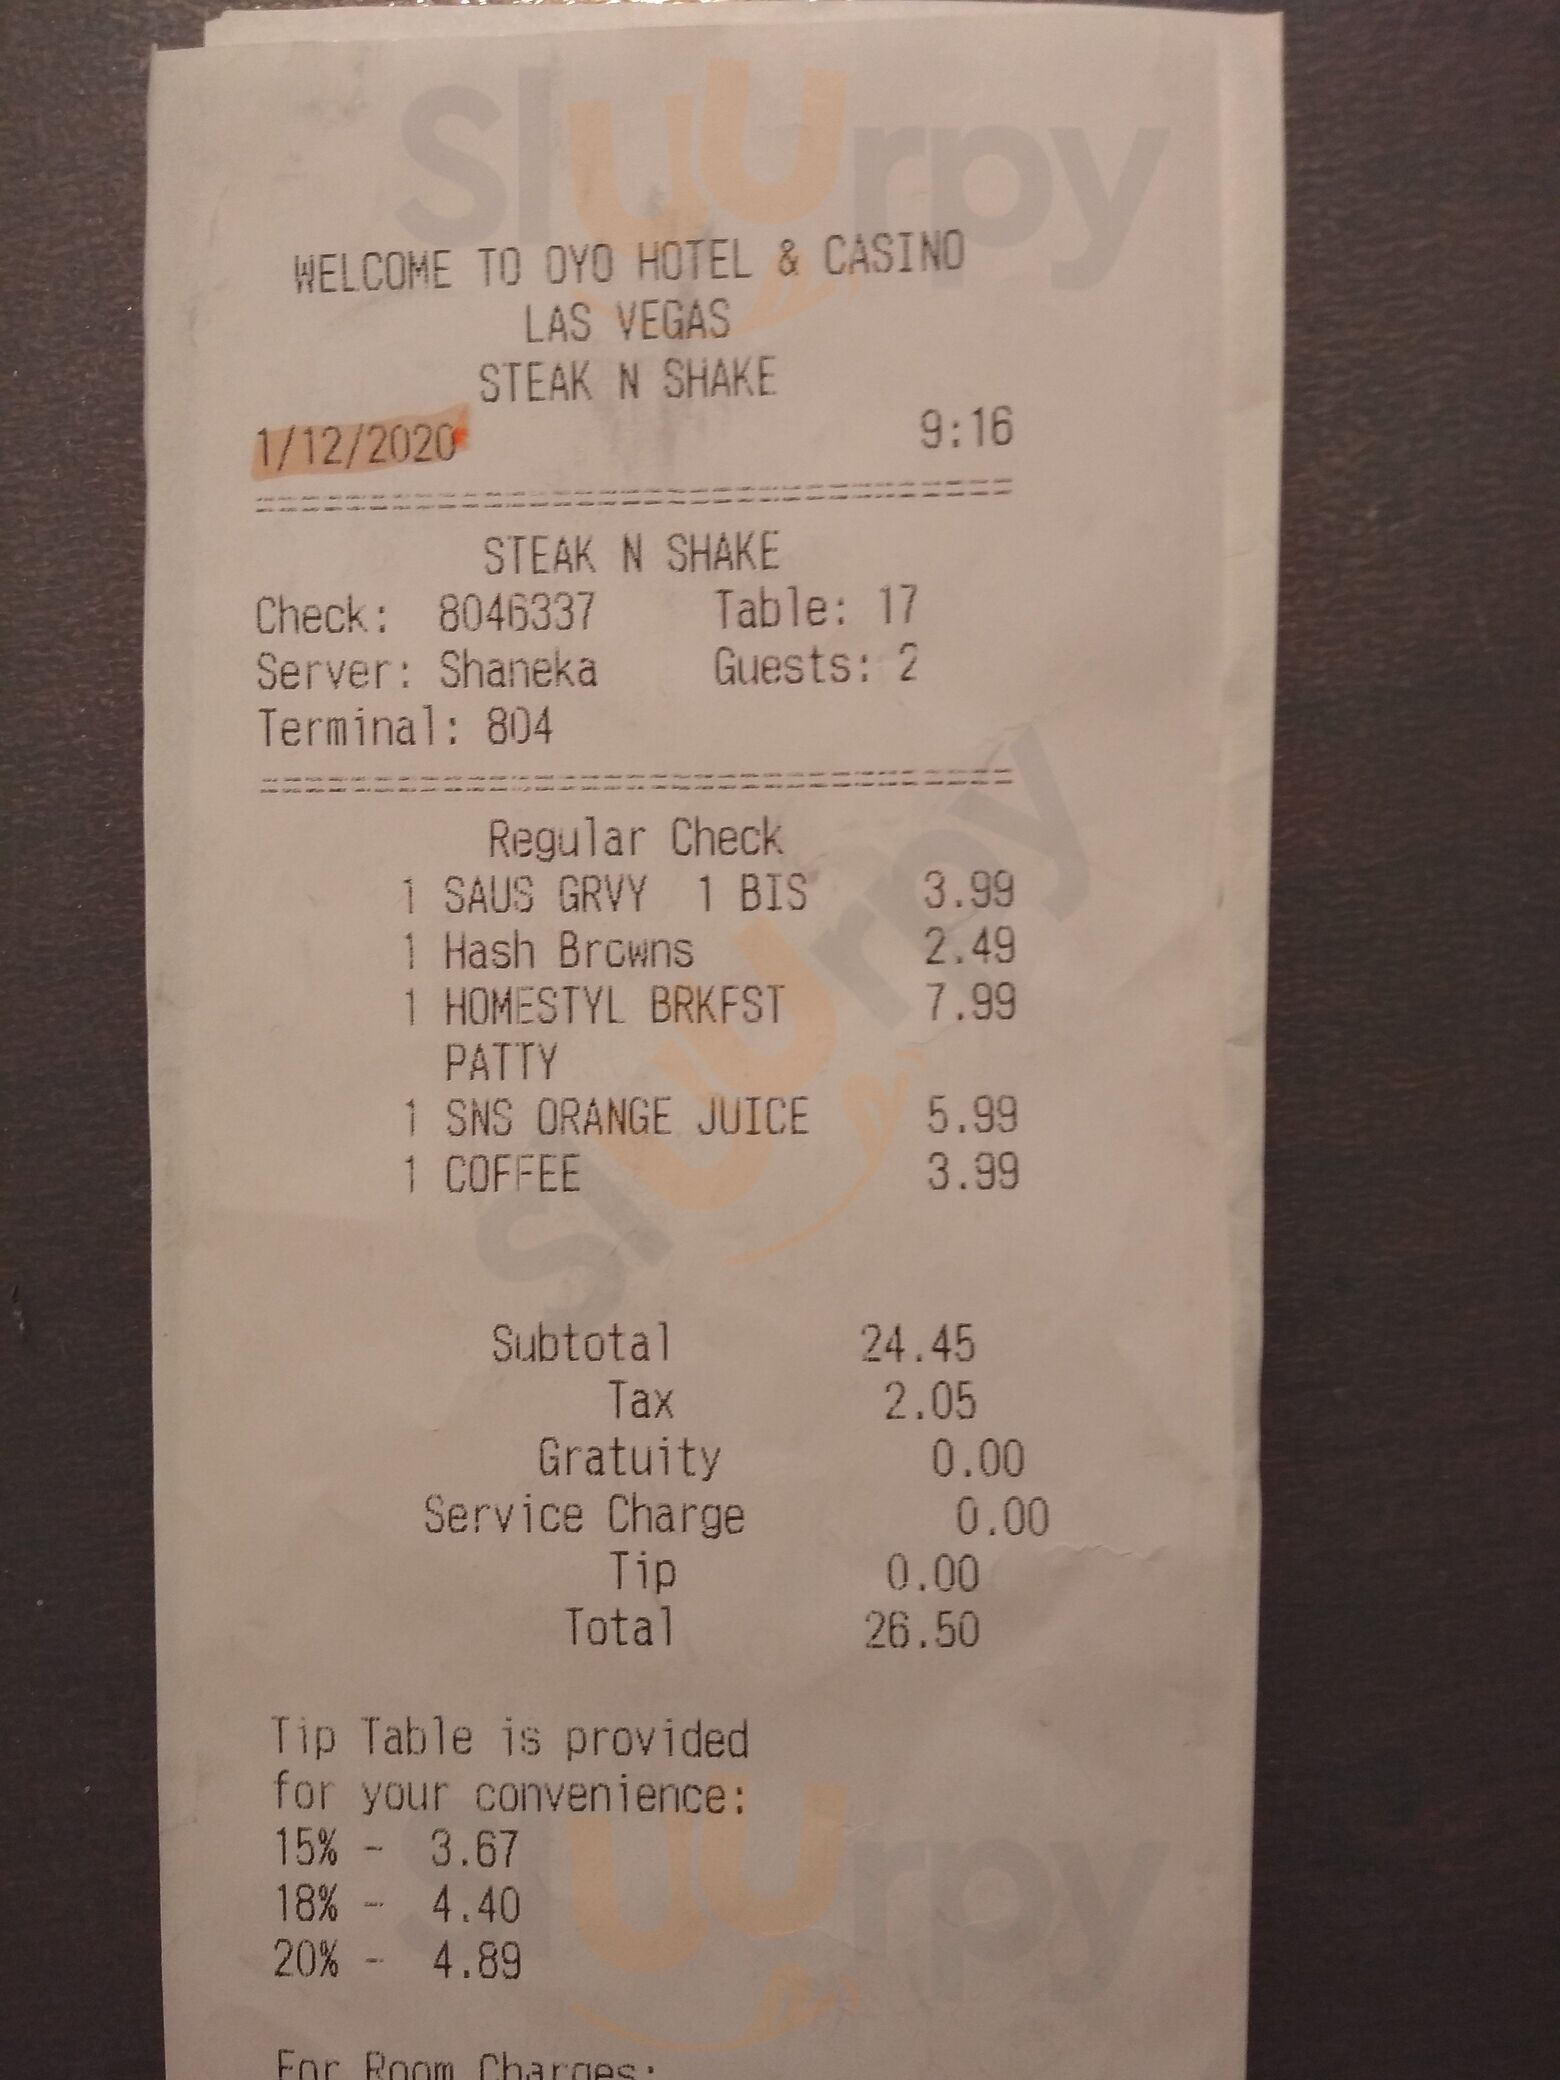 Sluurpy
WELCOME TO OYO HOTEL & CASINO
LAS VEGAS
STEAK N SHAKE
1/12/2020 9:16
================================
STEAK N SHAKE
Check: 8046337 Table: 17
Server: Shaneka Guests: 2
Terminal: 804
================================
Regular Check
1 SAUS GRVY 1 BIS 3.99
1 Hash Browns 2.49
1 HOMESTYL BRKFST 7.99
PATTY
1 SNS ORANGE JUICE 5.99
1 COFFEE 3.99
Sluurpy
Subtotal 24.45
Tax 2.05
Gratuity 0.00
Service Charge 0.00
Tip 0.00
Total 26.50
Tip Table is provided
for your convenience:
15% - 3.67
18% - 4.40
20% - 4.89
Sluurpy
For Room Charges: